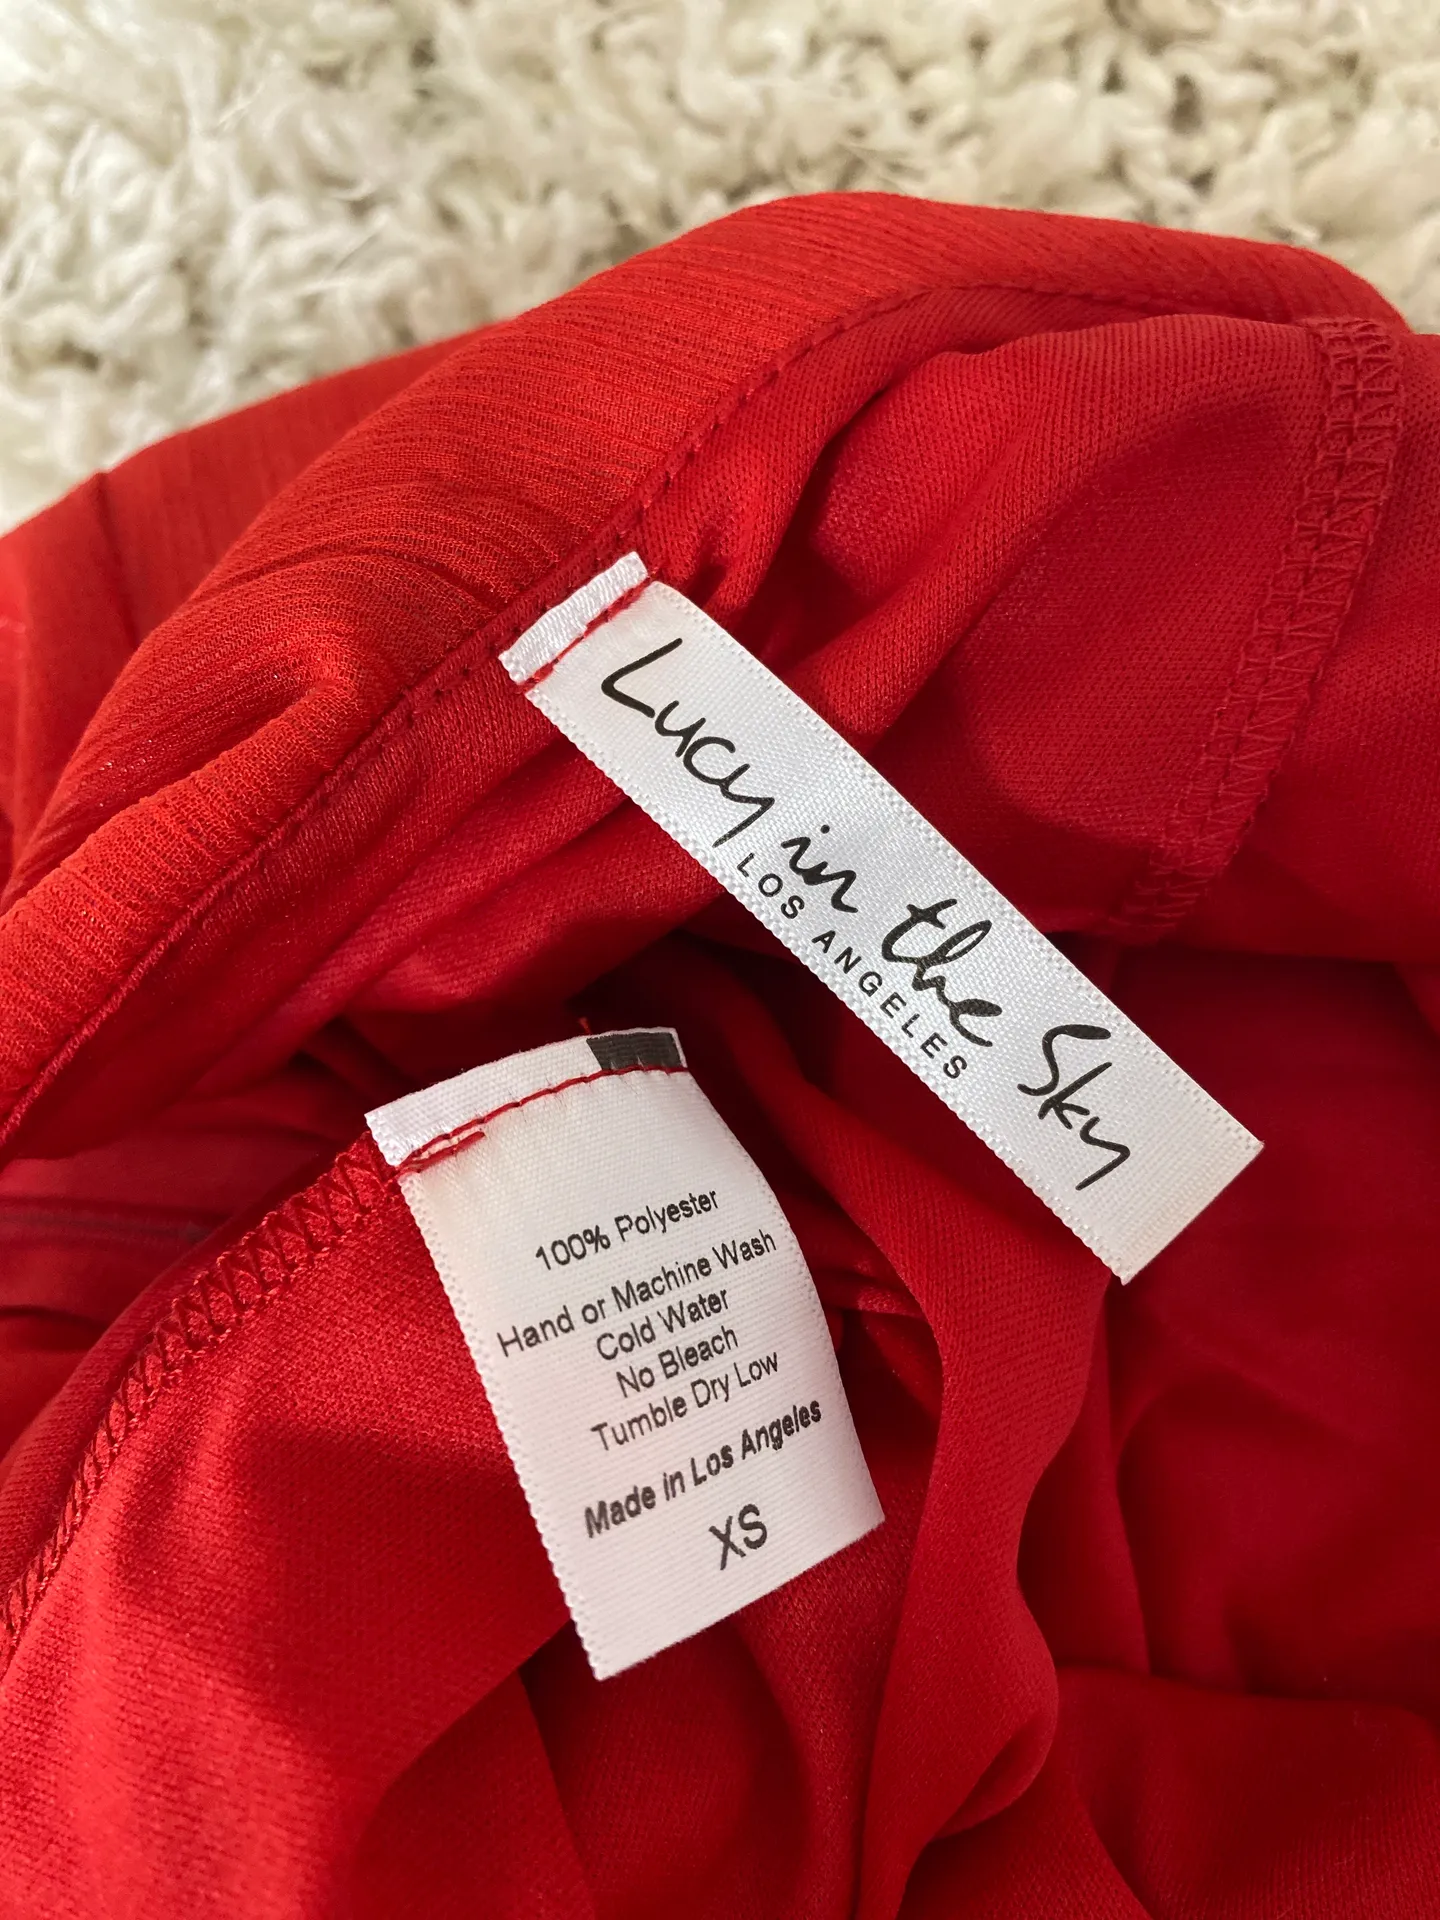 Lucy in the Sky
LOS ANGELES
100% Polyester
Hand or Machine Wash
Cold Water
No Bleach
Tumble Dry Low
Made in Los Angeles
XS